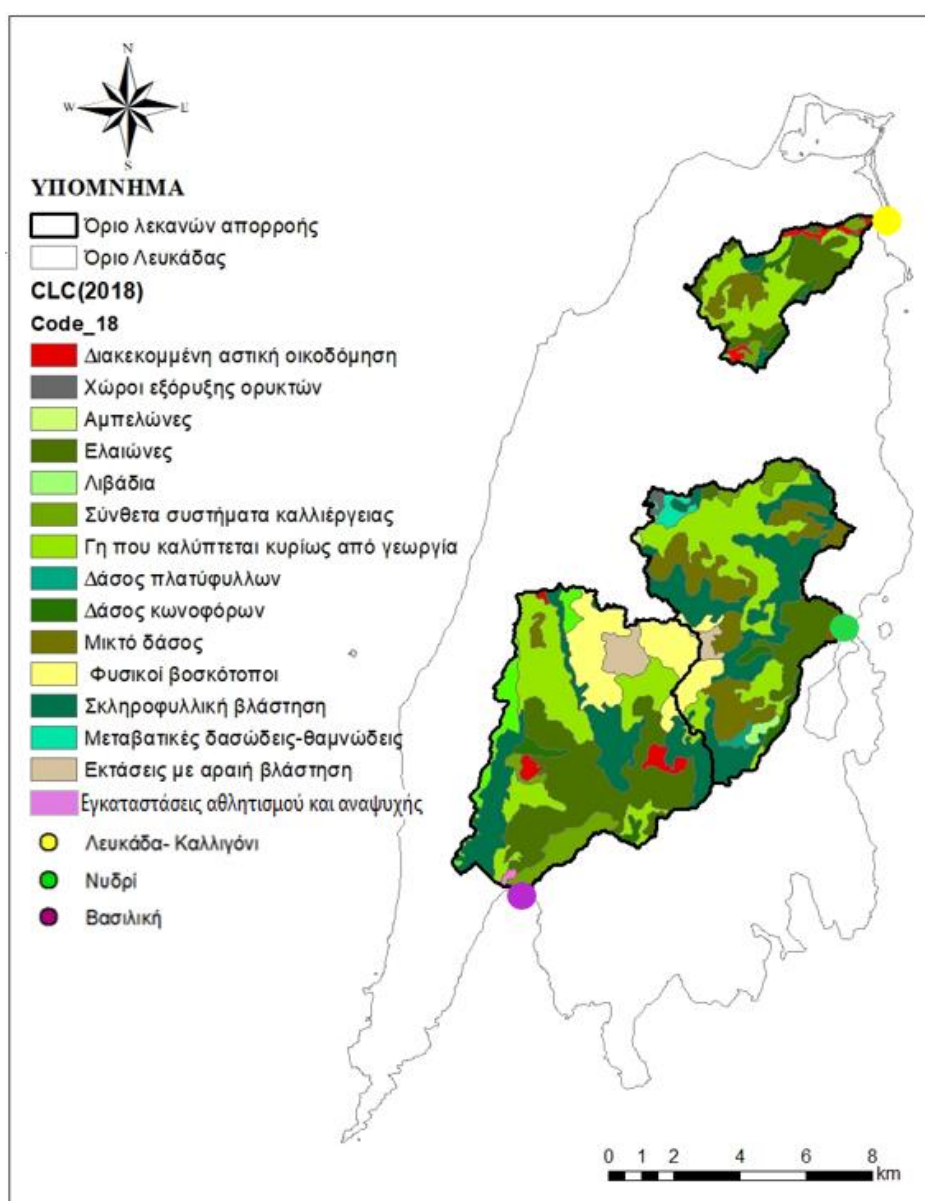 N
W E
S
ΥΠΟΜΝΗΜΑ
Όριο λεκανών απορροής
Όριο Λευκάδας
CLC(2018)
Code_18
Διακεκομμένη αστική οικοδόμηση
Χώροι εξόρυξης ορυκτών
Αμπελώνες
Ελαιώνες
Λιβάδια
Σύνθετα συστήματα καλλιέργειας
Γη που καλύπτεται κυρίως από γεωργία
Δάσος πλατύφυλλων
Δάσος κωνοφόρων
Μικτό δάσος
Φυσικοί βοσκότοποι
Σκληροφυλλική βλάστηση
Μεταβατικές δασώδεις-θαμνώδεις
Εκτάσεις με αραιή βλάστηση
Εγκαταστάσεις αθλητισμού και αναψυχής
Λευκάδα- Καλλιγόνι
Νυδρί
Βασιλική
0 1 2 4 6 8
km